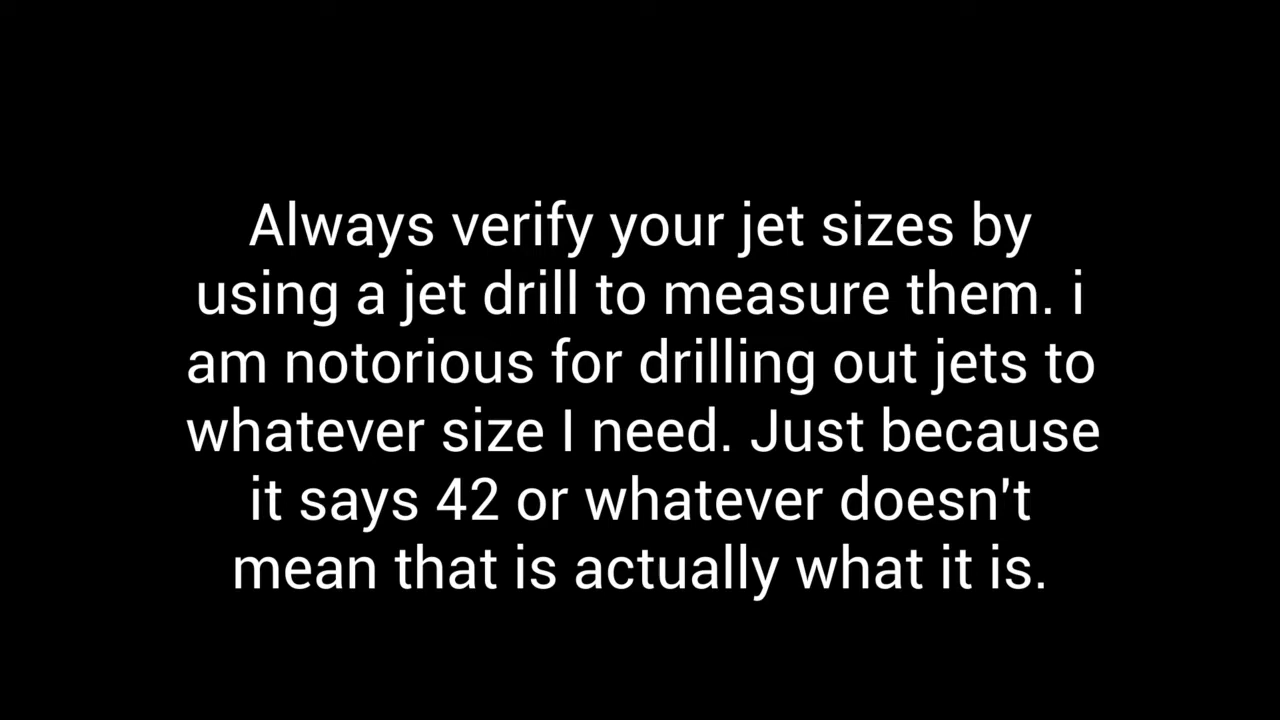 Always verify your jet sizes by
using a jet drill to measure them. i
am notorious for drilling out jets to
whatever size I need. Just because
it says 42 or whatever doesn't
mean that is actually what it is.